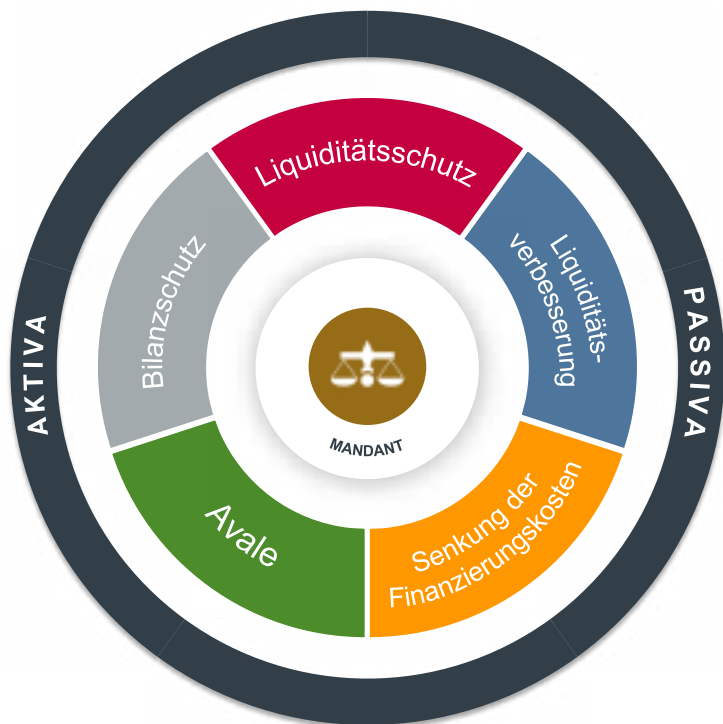 Liquiditätsschutz
Liquiditäts-
verbesserung
Senkung der
Finanzierungskosten
Avale
Bilanzschutz
AKTIVA
PASSIVA
MANDANT